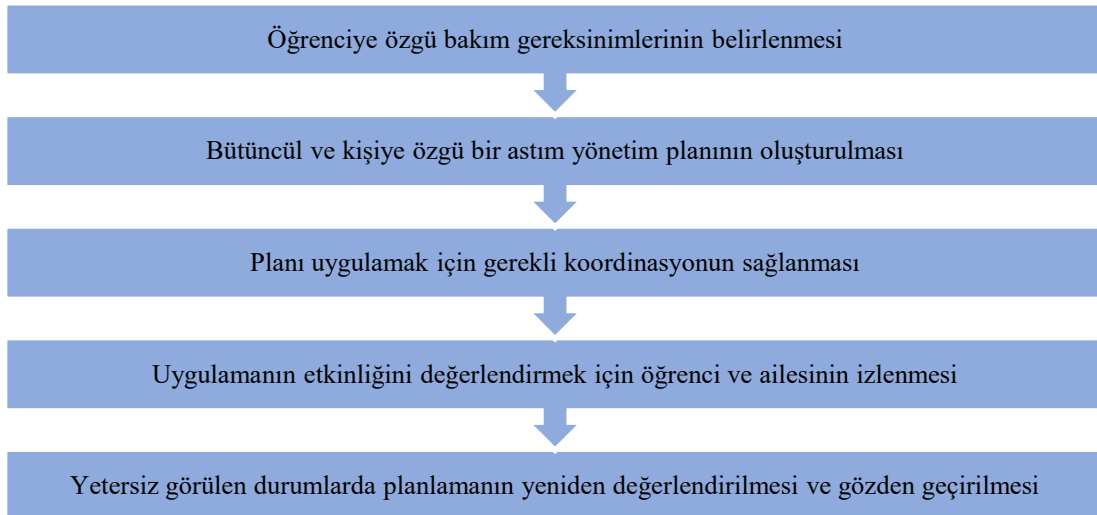 Öğrenciye özgü bakım gereksinimlerinin belirlenmesi
Bütüncül ve kişiye özgü bir astım yönetim planının oluşturulması
Planı uygulamak için gerekli koordinasyonun sağlanması
Uygulamanın etkinliğini değerlendirmek için öğrenci ve ailesinin izlenmesi
Yetersiz görülen durumlarda planlamanın yeniden değerlendirilmesi ve gözden geçirilmesi